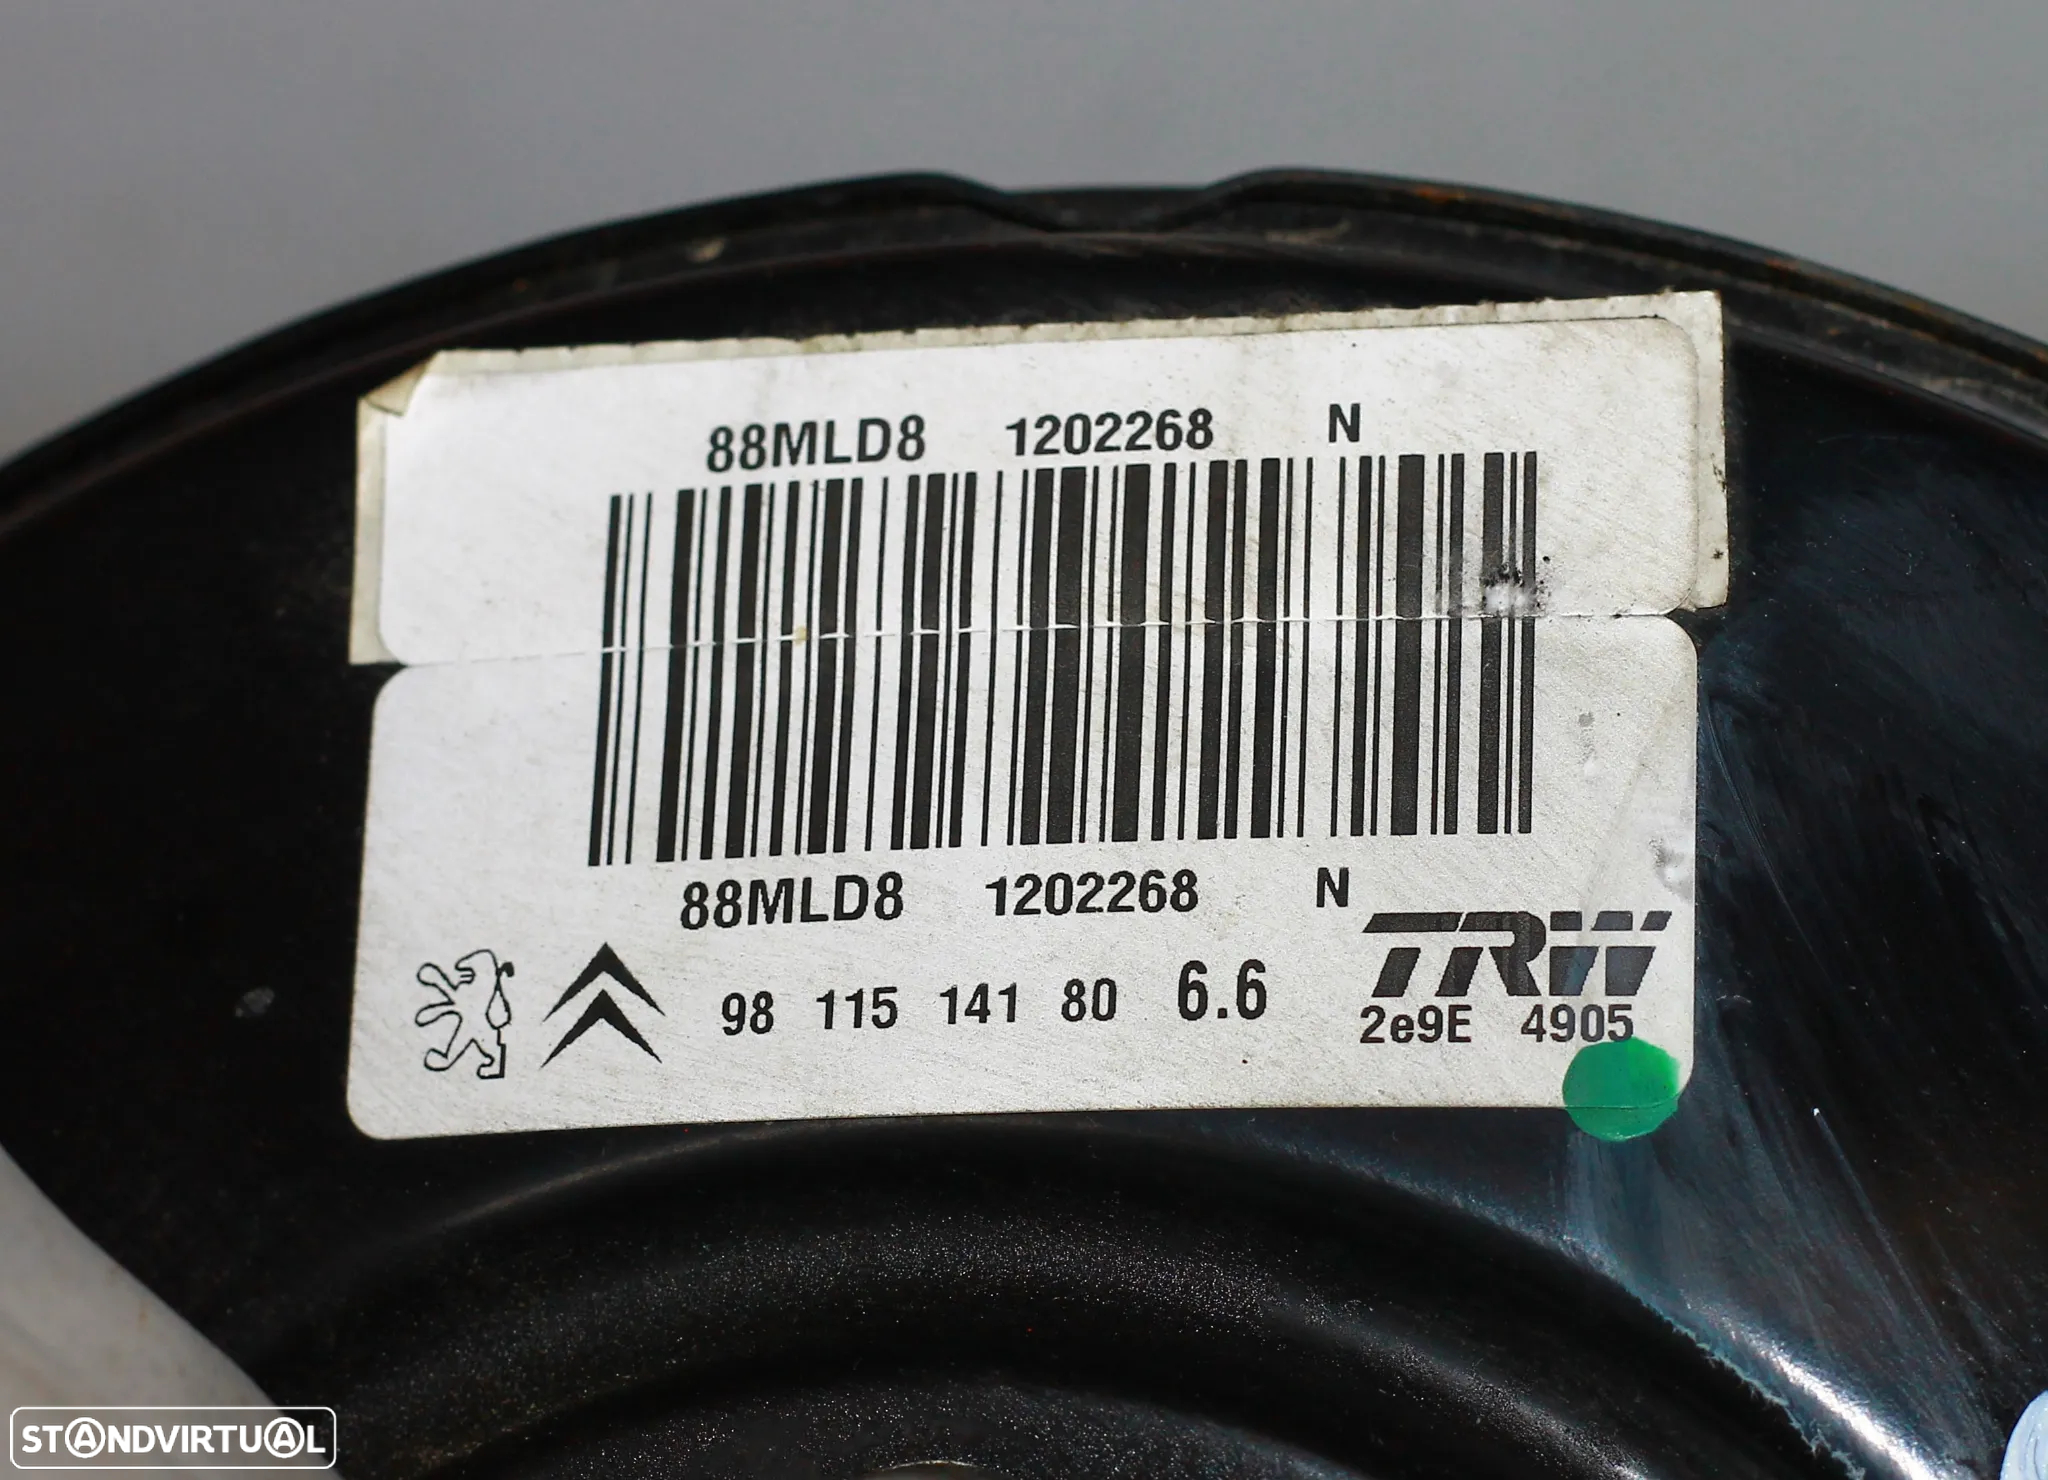 88MLD8 1202268 N
88MLD8 1202268 N
98 115 141 80 6.6
TRW
2e9E 4905
STANDVIRTUAL